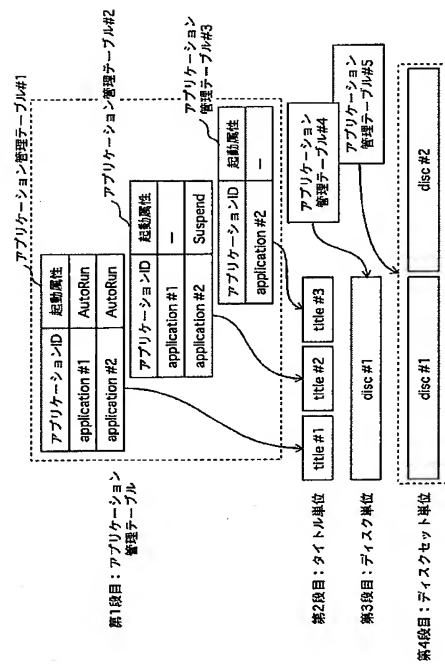 アプリケーション管理テーブル#1
アプリケーションID 起動属性
application #1 AutoRun
application #2 AutoRun
アプリケーション管理テーブル#2
アプリケーションID 起動属性
application #1 —
application #2 Suspend
アプリケーション
管理テーブル#3
アプリケーションID 起動属性
application #2 —
第1段目：アプリケーション
管理テーブル
第2段目：タイトル単位
title #1 title #2 title #3
アプリケーション
管理テーブル#4
第3段目：ディスク単位
disc #1
アプリケーション
管理テーブル#5
第4段目：ディスクセット単位
disc #1 disc #2